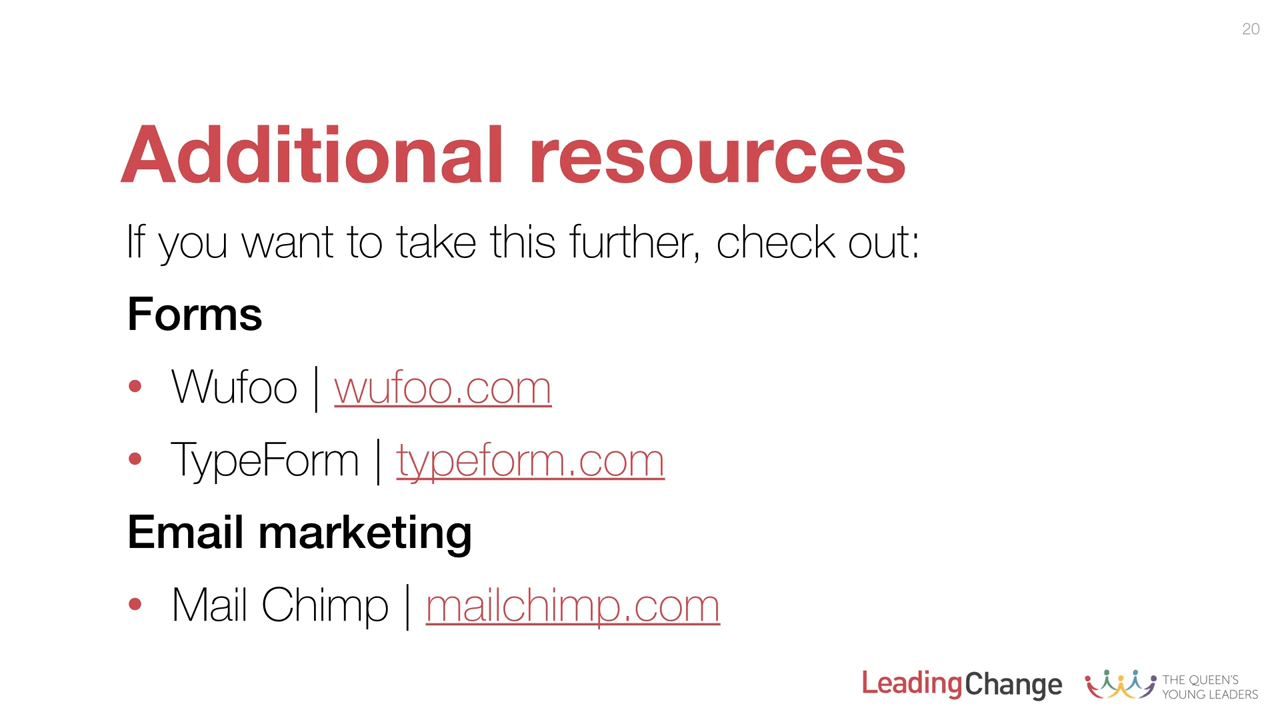 20
Additional resources
If you want to take this further, check out:
Forms
• Wufoo | wufoo.com
• TypeForm | typeform.com
Email marketing
• Mail Chimp | mailchimp.com
LeadingChange
THE QUEEN'S
YOUNG LEADERS